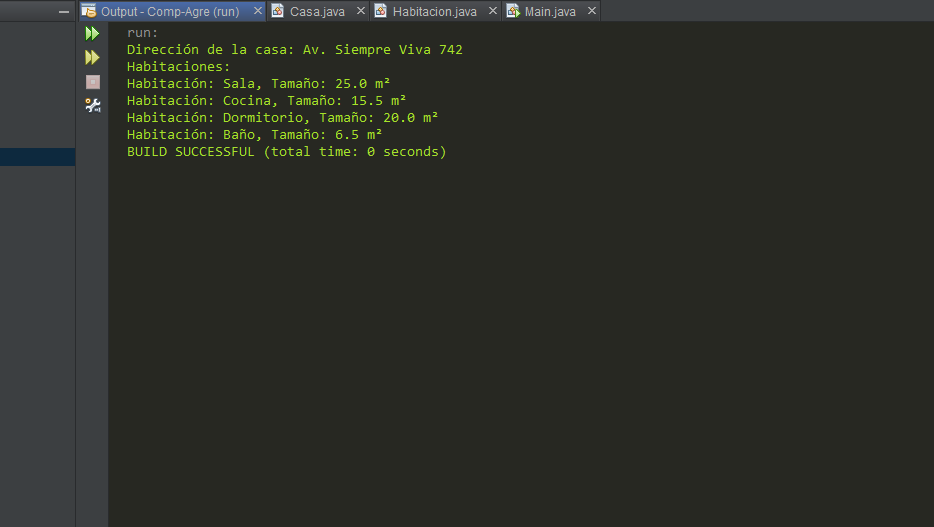 Output - Comp-Agre (run) Casa.java Habitacion.java Main.java
run:
Dirección de la casa: Av. Siempre Viva 742
Habitaciones:
Habitación: Sala, Tamaño: 25.0 m²
Habitación: Cocina, Tamaño: 15.5 m²
Habitación: Dormitorio, Tamaño: 20.0 m²
Habitación: Baño, Tamaño: 6.5 m²
BUILD SUCCESSFUL (total time: 0 seconds)